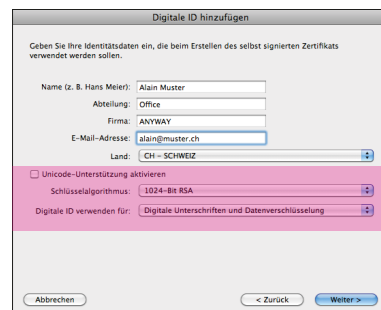 Digitale ID hinzufügen
Geben Sie Ihre Identitätsdaten ein, die beim Erstellen des selbst signierten Zertifikats
verwendet werden sollen.
Name (z. B. Hans Meier): Alain Muster
Abteilung: Office
Firma: ANYWAY
E-Mail-Adresse: alain@muster.ch
Land: CH - SCHWEIZ
Unicode-Unterstützung aktivieren
Schlüsselalgorithmus: 1024-Bit RSA
Digitale ID verwenden für: Digitale Unterschriften und Datenverschlüsselung
Abbrechen < Zurück Weiter >